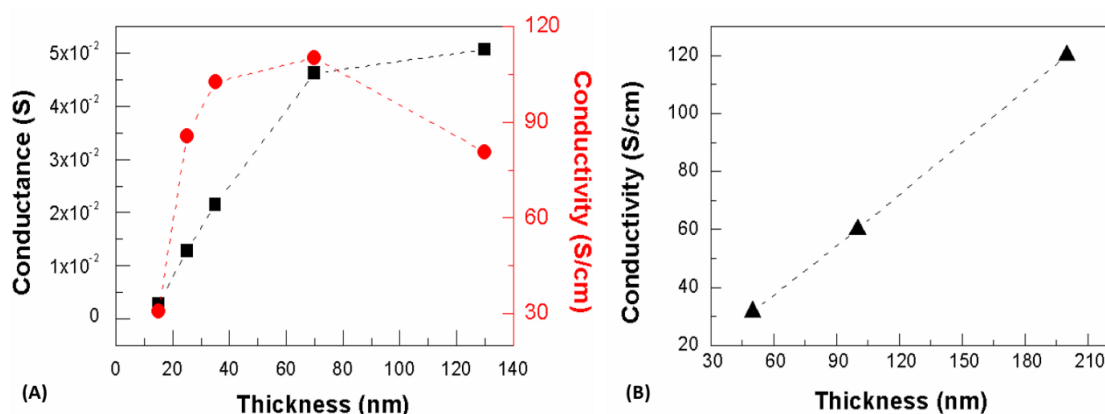 Conductance (S)
5x10⁻²
4x10⁻²
3x10⁻²
2x10⁻²
1x10⁻²
0
0 20 40 60 80 100 120 140
Thickness (nm)
120
90
60
30
Conductivity (S/cm)
(A)
Conductivity (S/cm)
120
100
80
60
40
20
30 60 90 120 150 180 210
Thickness (nm)
(B)